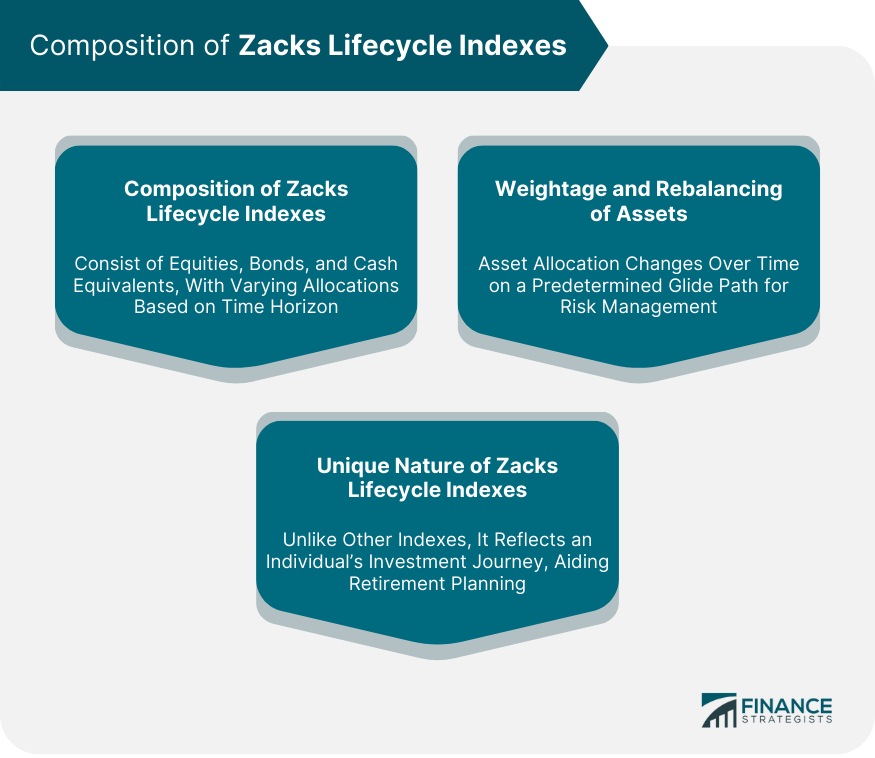 Composition of Zacks Lifecycle Indexes
Composition of Zacks
Lifecycle Indexes
Consist of Equities, Bonds, and Cash
Equivalents, With Varying Allocations
Based on Time Horizon
Weightage and Rebalancing
of Assets
Asset Allocation Changes Over Time
on a Predetermined Glide Path for
Risk Management
Unique Nature of Zacks
Lifecycle Indexes
Unlike Other Indexes, It Reflects an
Individual’s Investment Journey, Aiding
Retirement Planning
FINANCE
STRATEGISTS